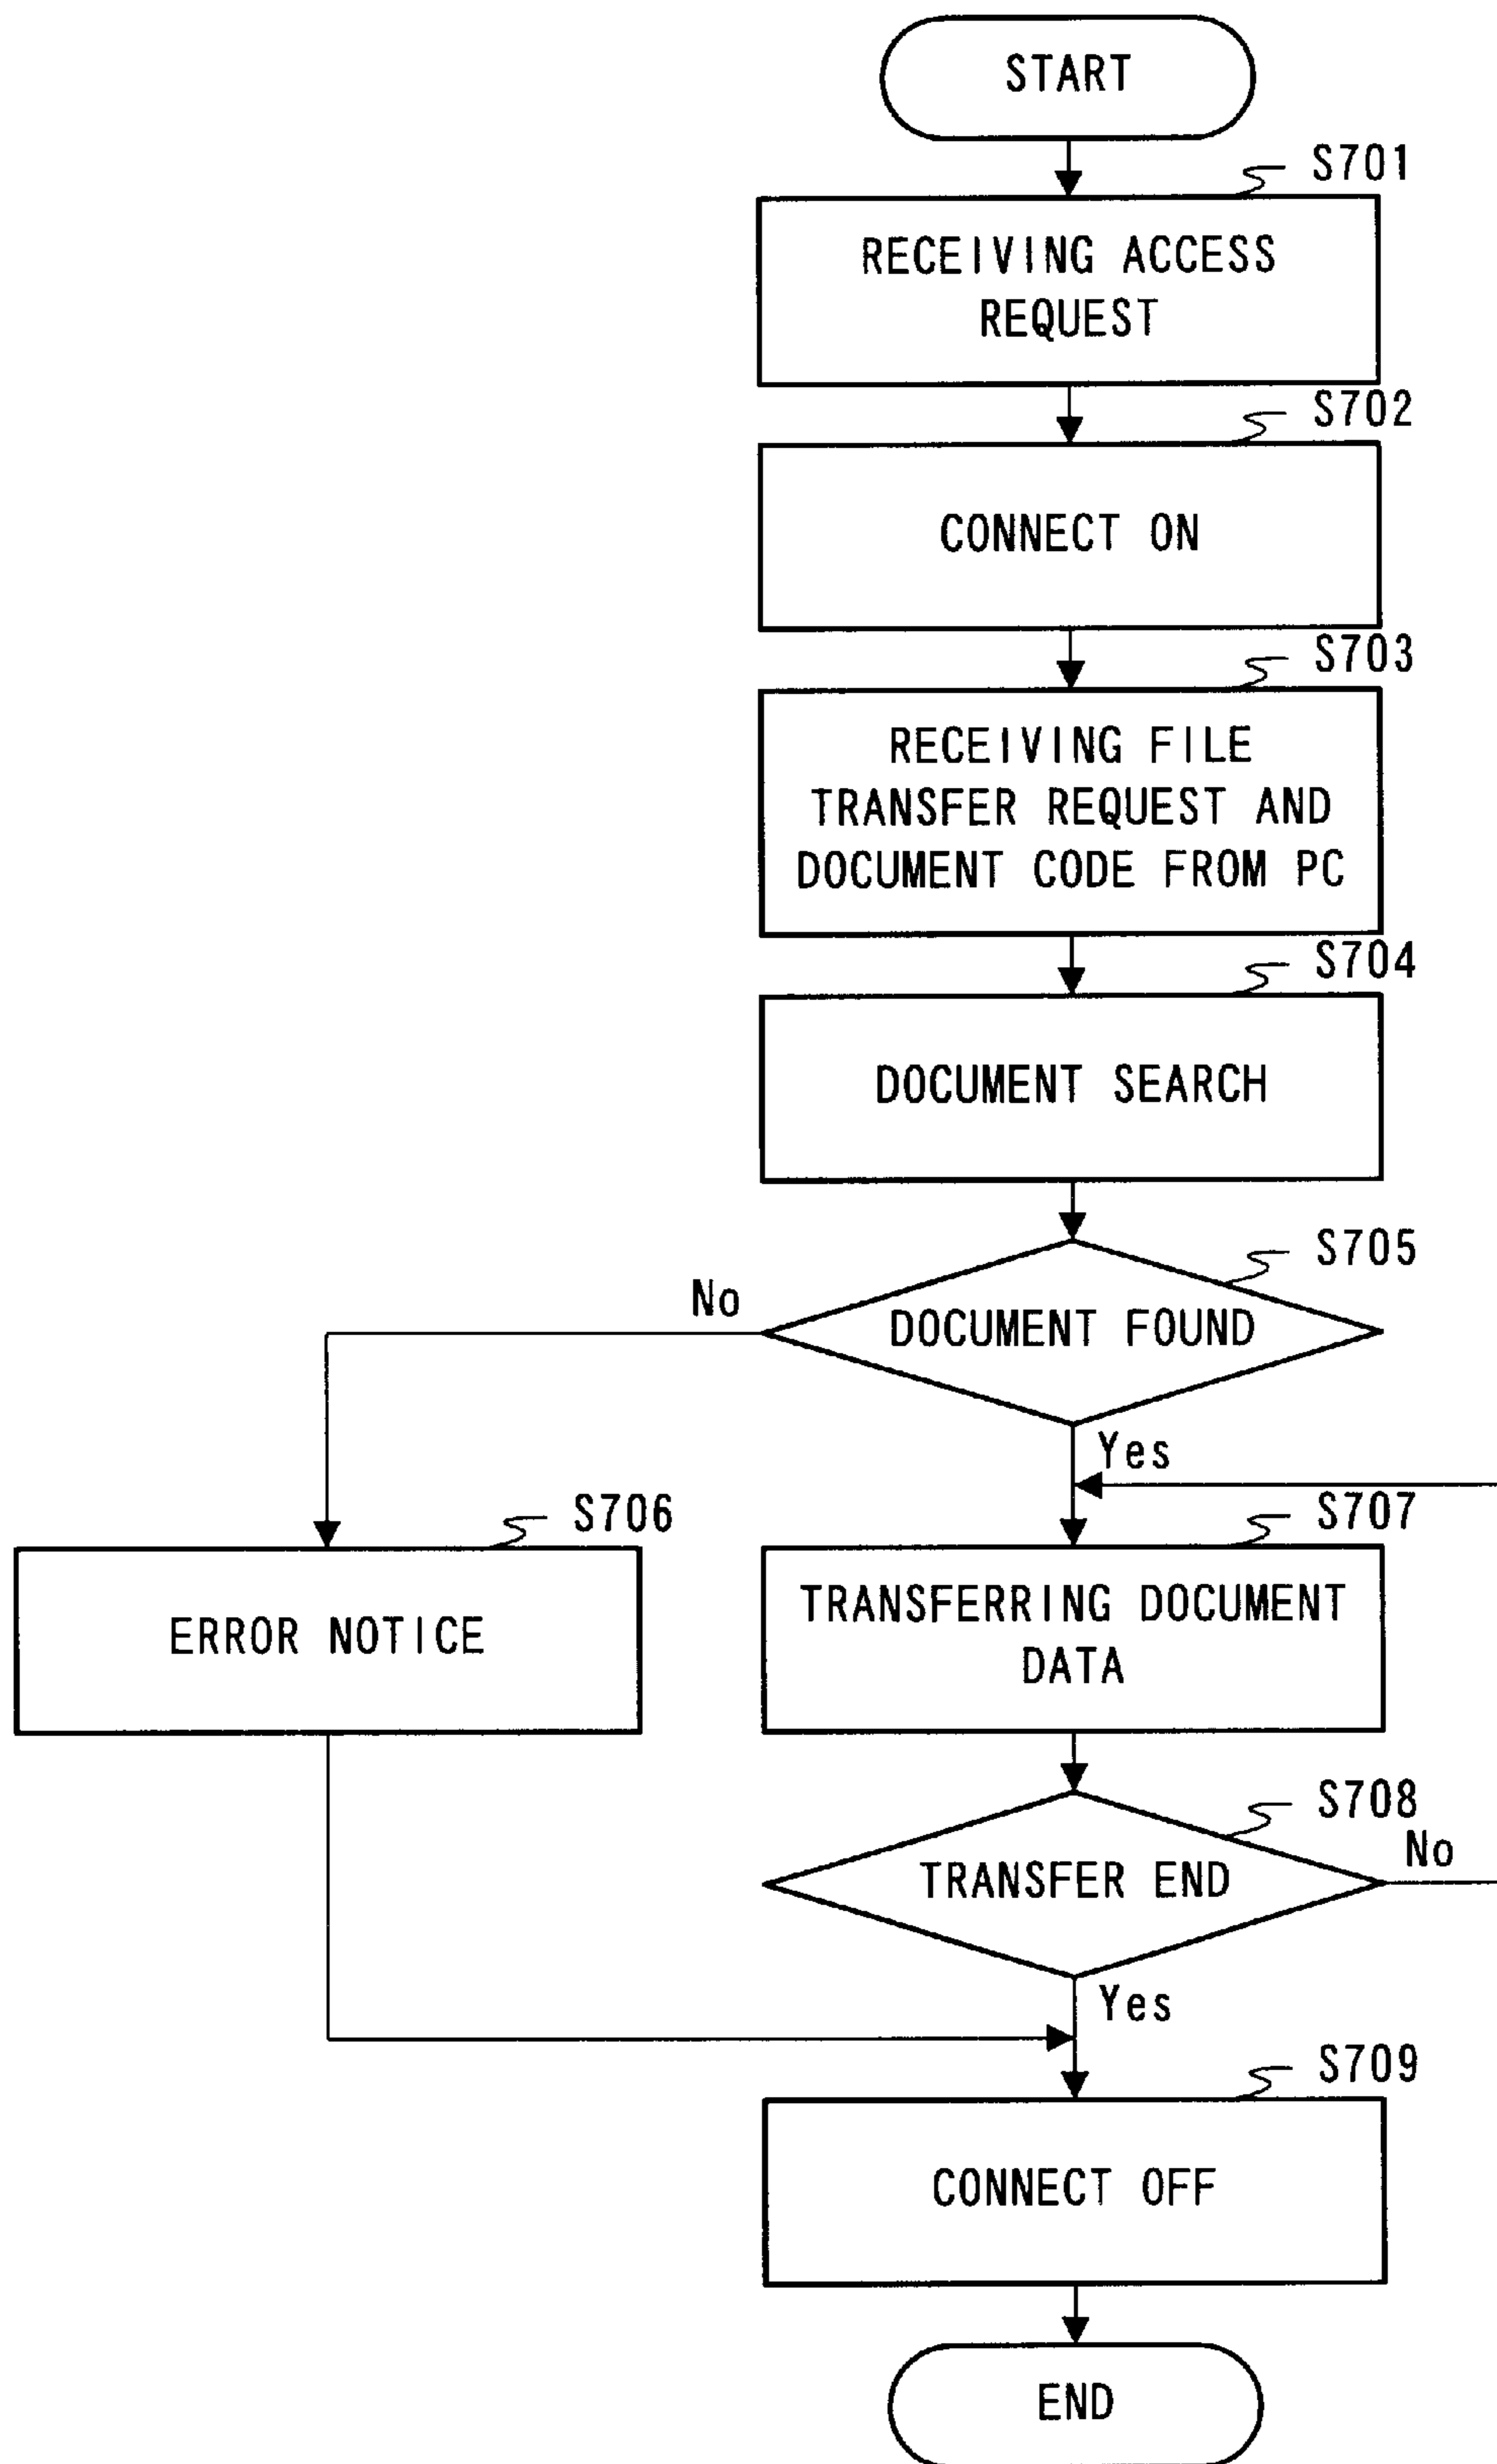 START
S701
RECEIVING ACCESS
REQUEST
S702
CONNECT ON
S703
RECEIVING FILE
TRANSFER REQUEST AND
DOCUMENT CODE FROM PC
S704
DOCUMENT SEARCH
S705
No
DOCUMENT FOUND
Yes
S706
ERROR NOTICE
S707
TRANSFERRING DOCUMENT
DATA
S708
No
TRANSFER END
Yes
S709
CONNECT OFF
END